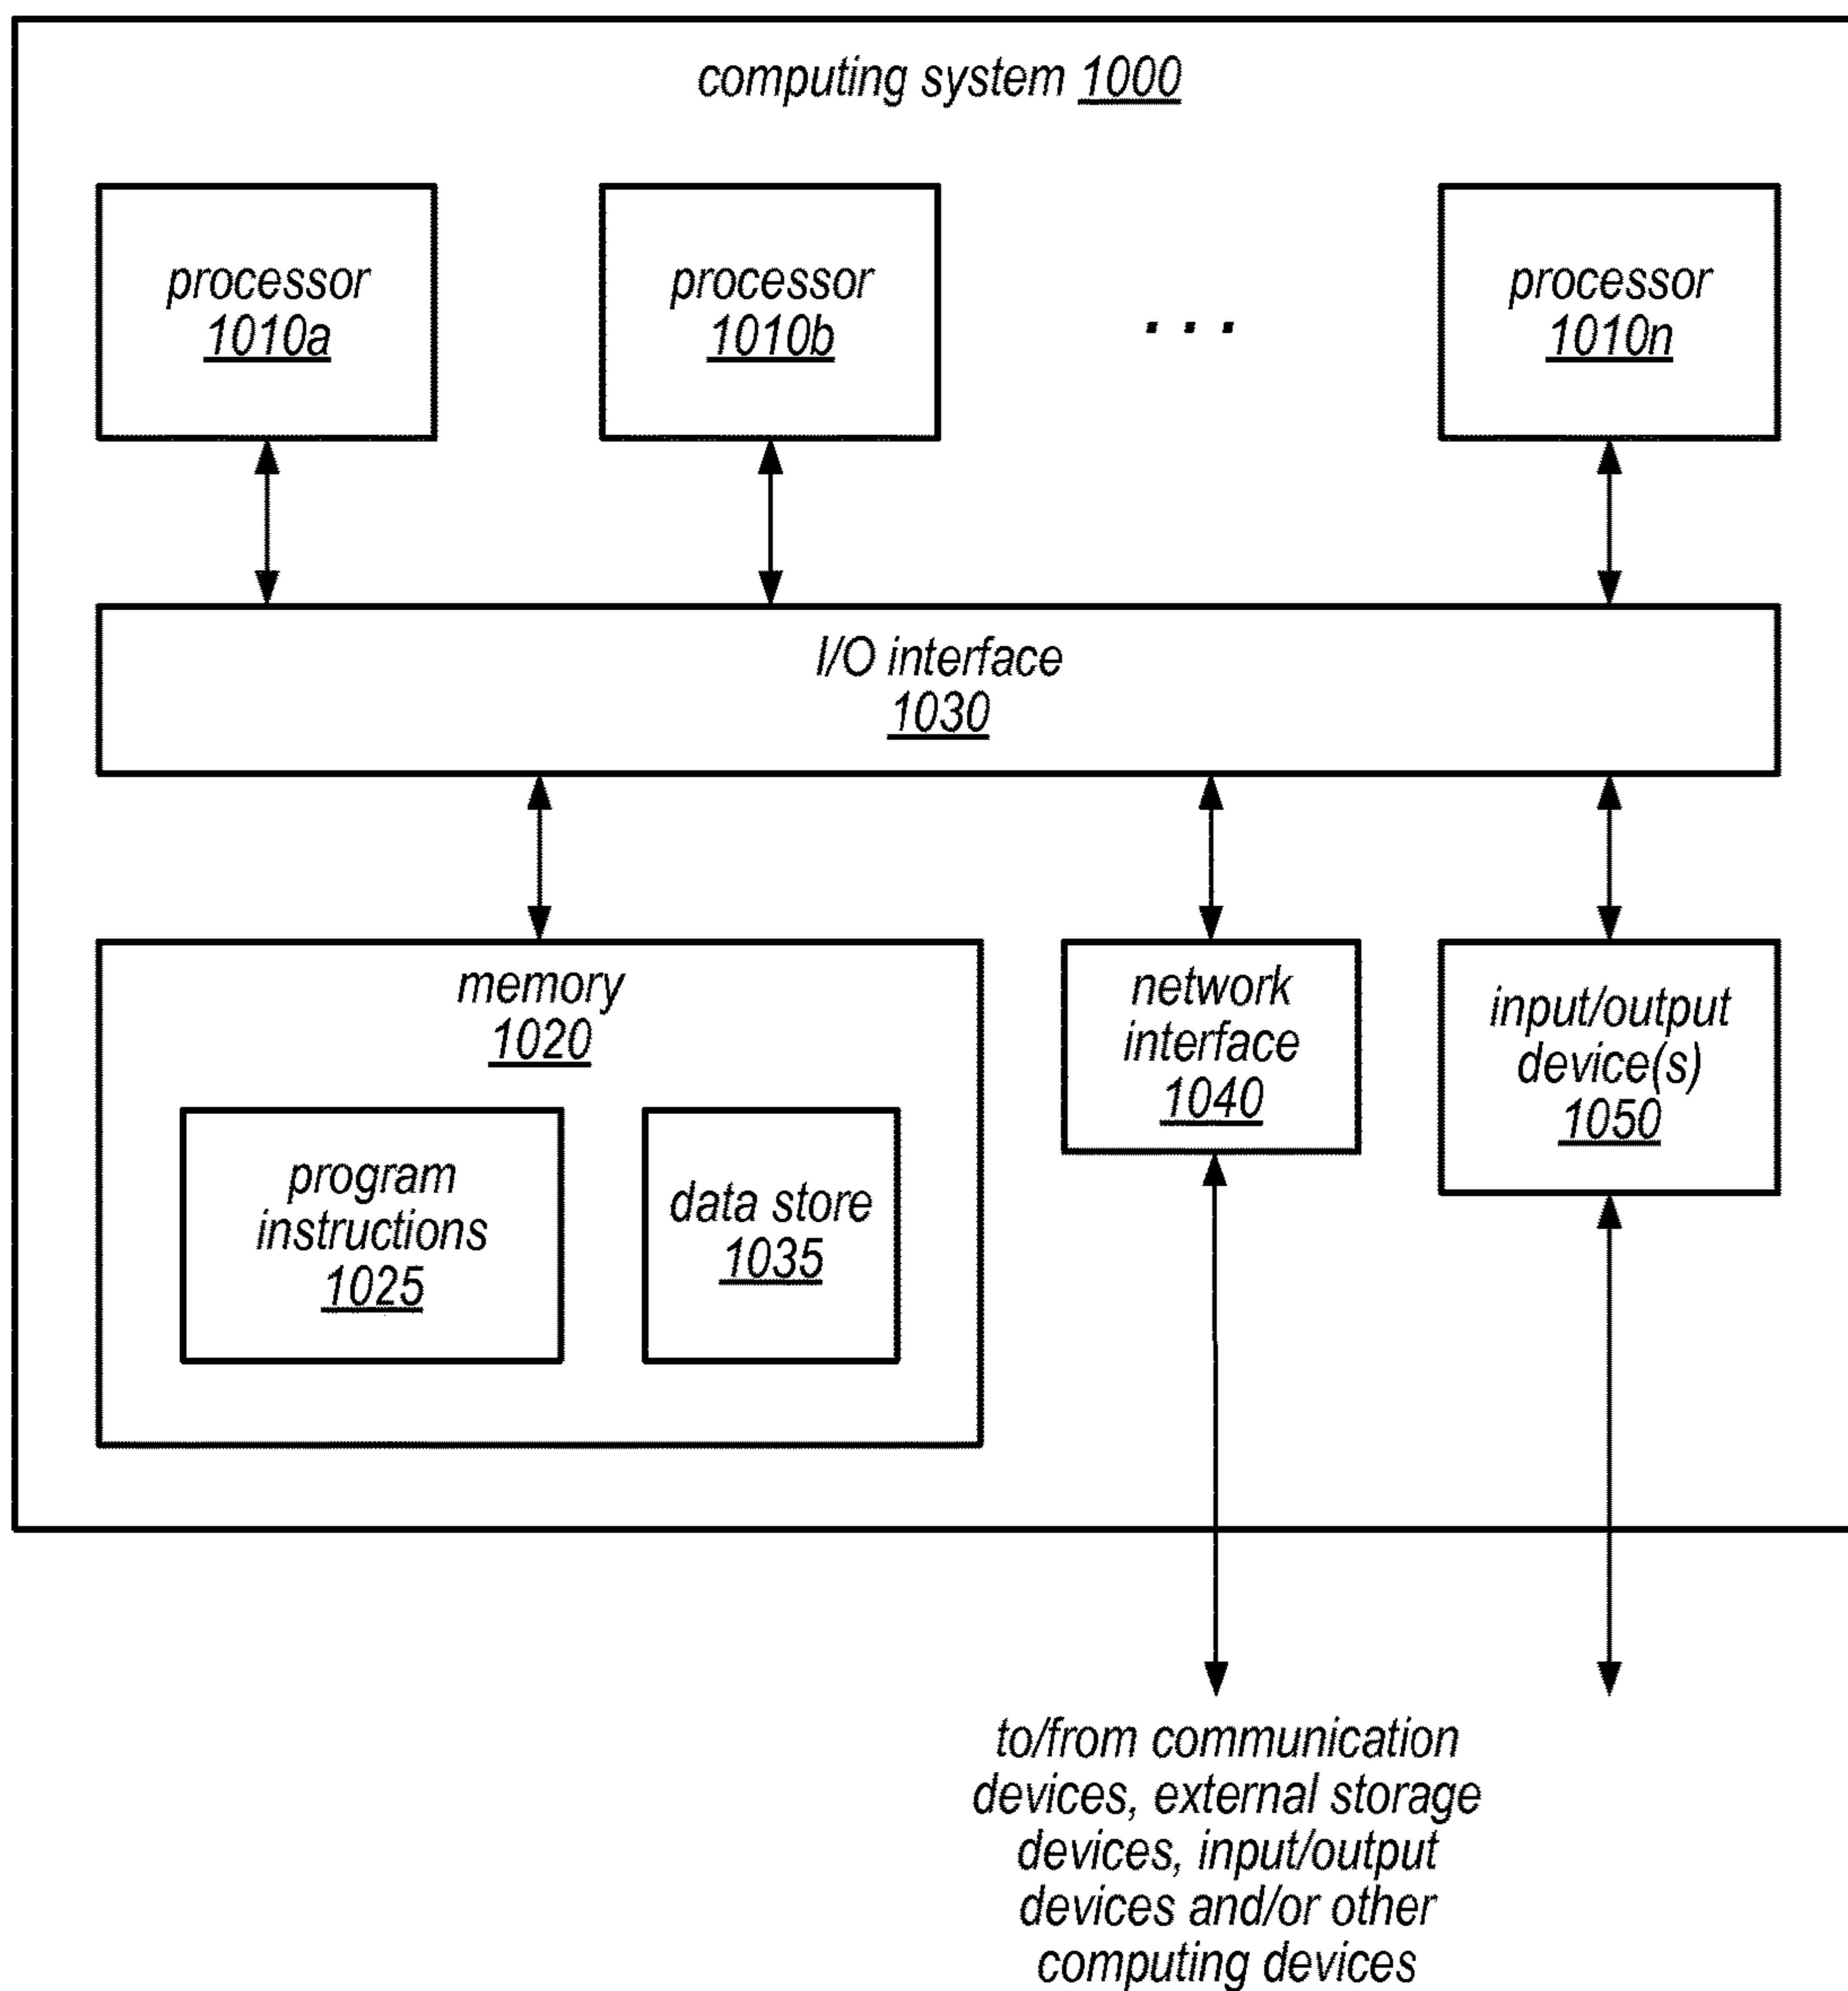 computing system 1000
processor
1010a
processor
1010b
. . .
processor
1010n
I/O interface
1030
memory
1020
program
instructions
1025
data store
1035
network
interface
1040
input/output
device(s)
1050
to/from communication
devices, external storage
devices, input/output
devices and/or other
computing devices